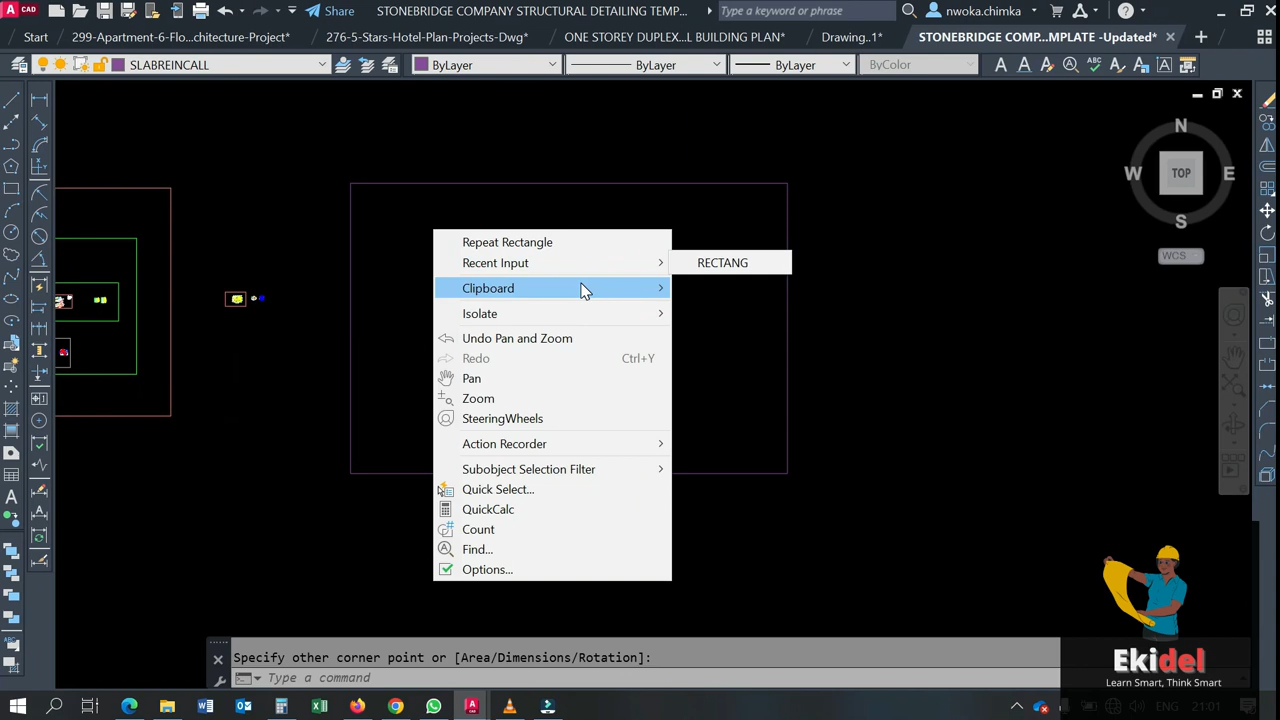 CAD
Share
STONEBRIDGE COMPANY STRUCTURAL DETAILING TEMP...
Type a keyword or phrase
nwoka.chimka
Start
299-Apartment-6-Flo...chitecture-Project*
276-5-Stars-Hotel-Plan-Projects-Dwg*
ONE STOREY DUPLEX...L BUILDING PLAN*
Drawing..1*
STONEBRIDGE COMP...MPLATE -Updated*
SLABREINCALL
ByLayer
ByLayer
ByLayer
ByColor
N
W
TOP
E
S
WCS
Repeat Rectangle
Recent Input
RECTANG
Clipboard
Isolate
Undo Pan and Zoom
Redo Ctrl+Y
Pan
Zoom
SteeringWheels
Action Recorder
Subobject Selection Filter
Quick Select...
QuickCalc
Count
Find...
Options...
Specify other corner point or [Area/Dimensions/Rotation]:
Type a command
Ekidel
Learn Smart, Think Smart
ENG
21:01